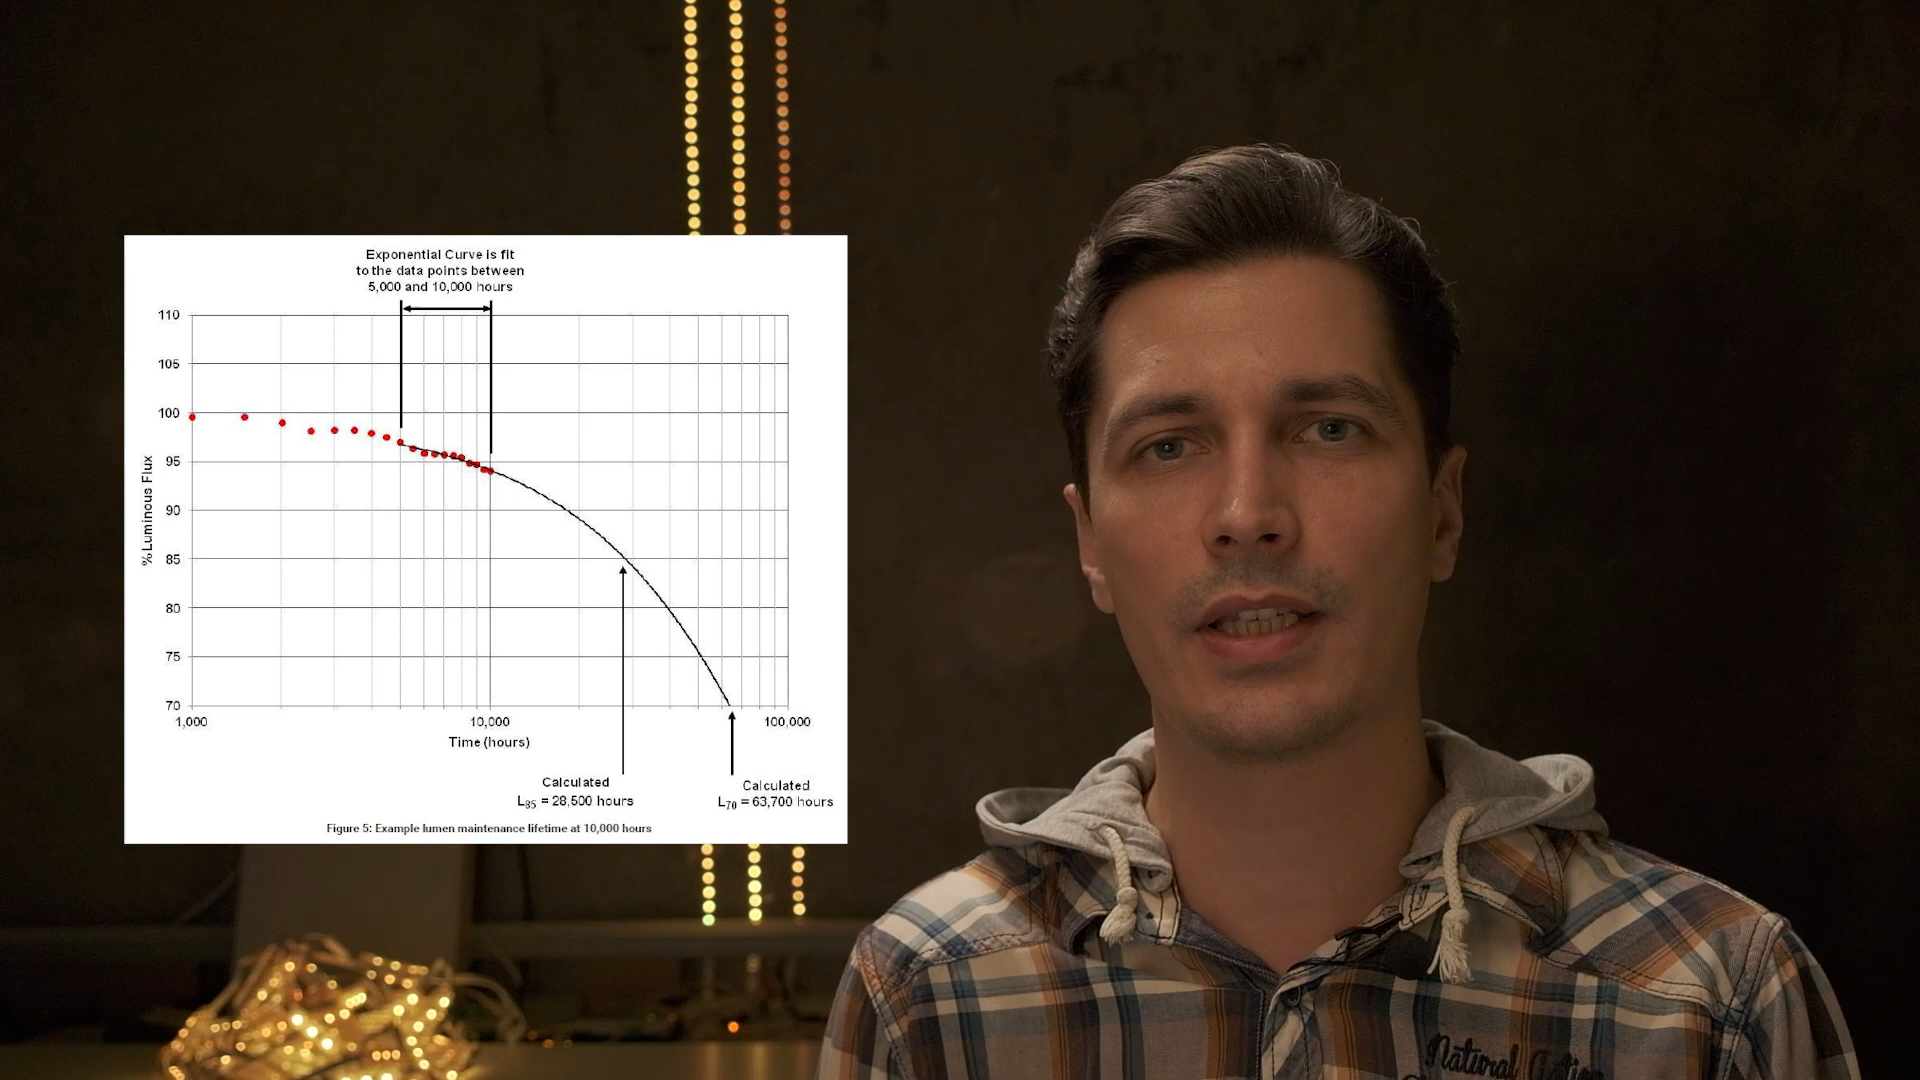 Exponential Curve is fit
to the data points between
5,000 and 10,000 hours
110
105
100
95
90
85
80
75
70
% Luminous Flux
1,000
10,000
100,000
Time (hours)
Calculated
L85 = 28,500 hours
Calculated
L70 = 63,700 hours
Figure 5: Example lumen maintenance lifetime at 10,000 hours
Natural